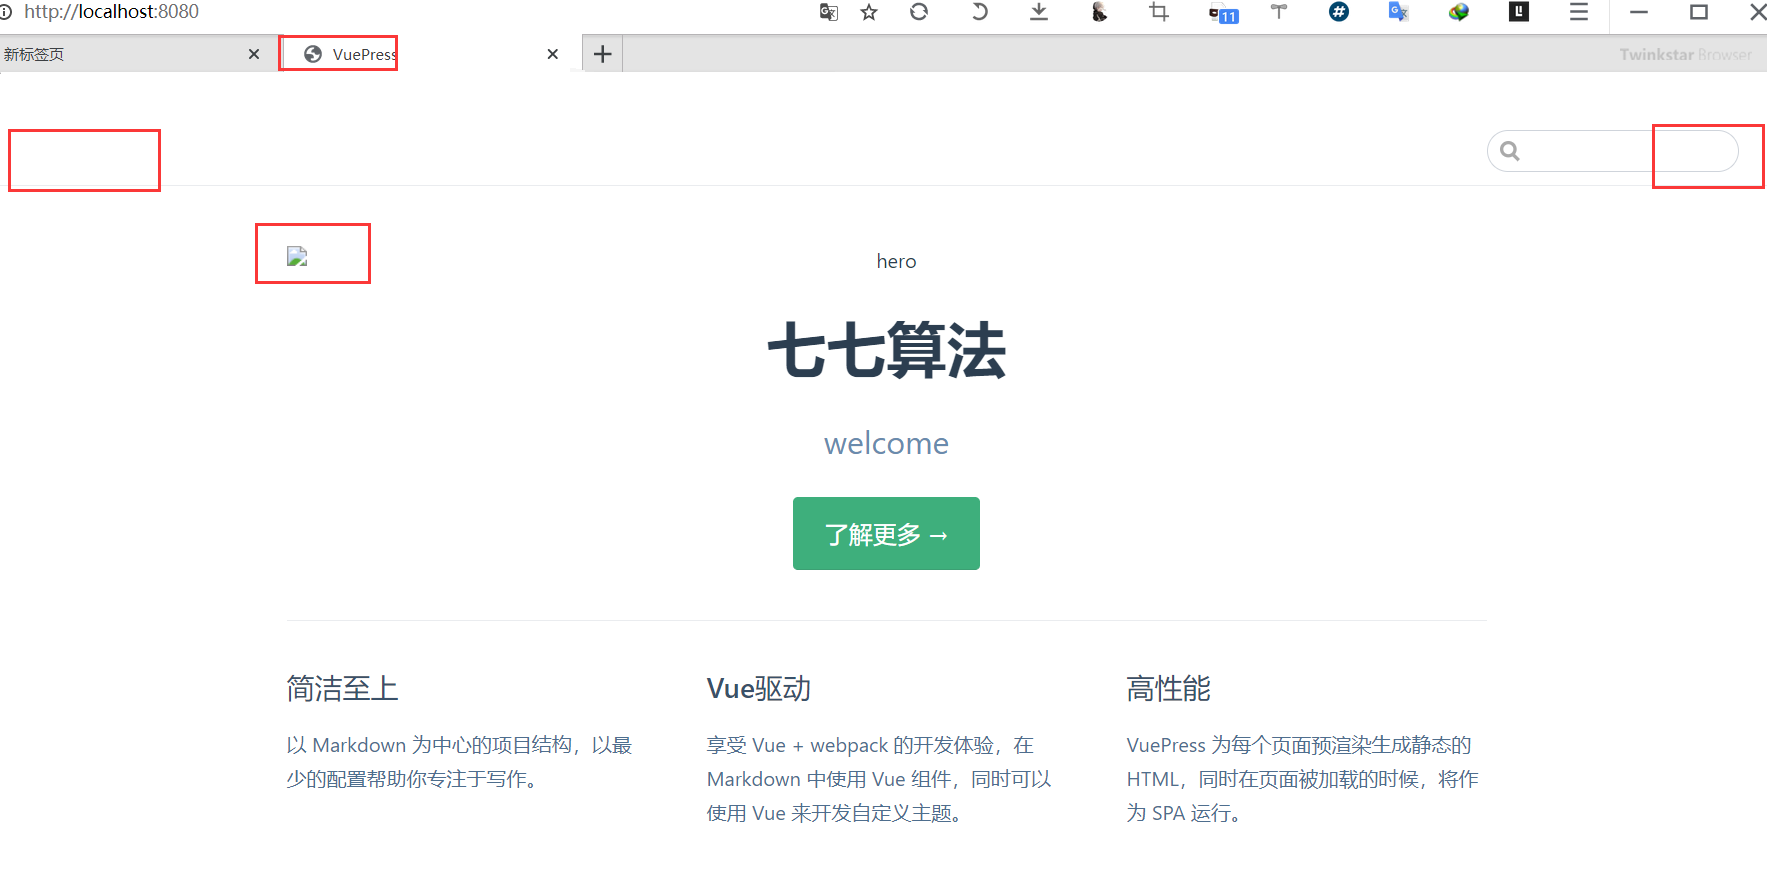 http://localhost:8080
11
新标签页
VuePress
Twinkstar Browser
hero
七七算法
welcome
了解更多 →
简洁至上
以 Markdown 为中心的项目结构，以最
少的配置帮助你专注于写作。
Vue驱动
享受 Vue + webpack 的开发体验，在
Markdown 中使用 Vue 组件，同时可以
使用 Vue 来开发自定义主题。
高性能
VuePress 为每个页面预渲染生成静态的
HTML，同时在页面被加载的时候，将作
为 SPA 运行。